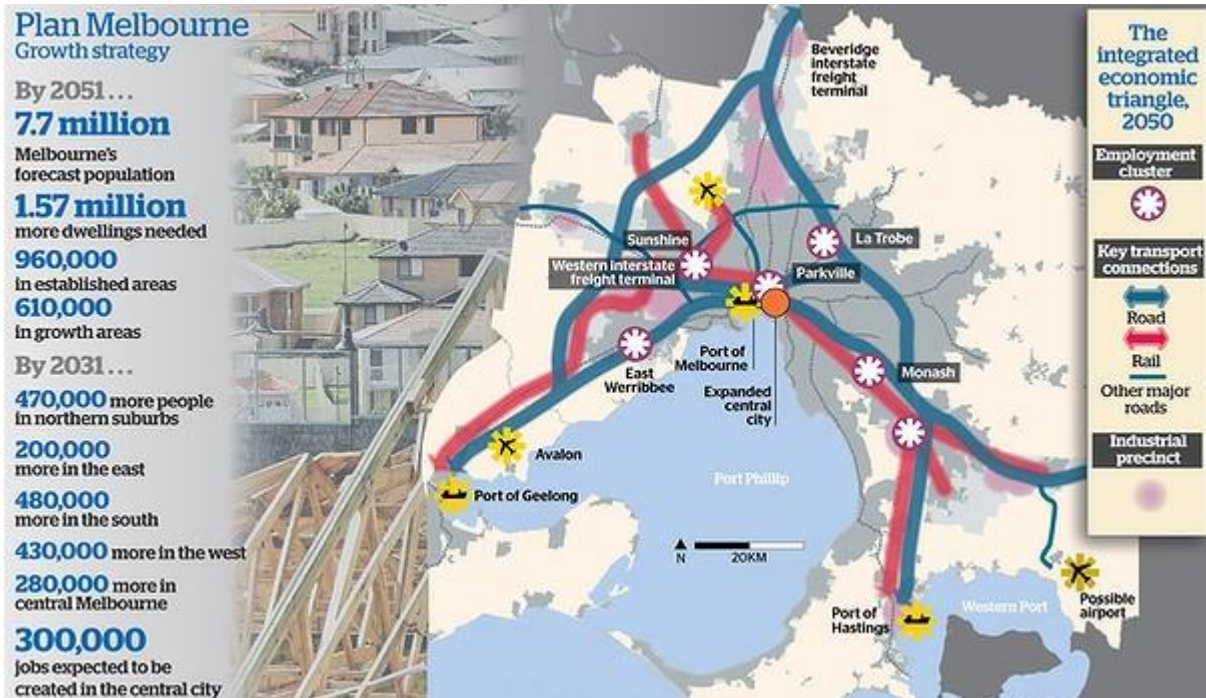 Plan Melbourne
Growth strategy
By 2051...
7.7 million
Melbourne's
forecast population
1.57 million
more dwellings needed
960,000
in established areas
610,000
in growth areas
By 2031...
470,000 more people
in northern suburbs
200,000
more in the east
480,000
more in the south
430,000 more in the west
280,000 more in
central Melbourne
300,000
jobs expected to be
created in the central city
Beveridge
interstate
freight
terminal
Sunshine
Western interstate
freight terminal
La Trobe
Parkville
East
Werribbee
Port of
Melbourne
Expanded
central
city
Monash
Avalon
Port of Geelong
Port Phillip
N
20KM
Port of
Hastings
Western Port
Possible
airport
The
integrated
economic
triangle,
2050
Employment
cluster
Key transport
connections
Road
Rail
Other major
roads
Industrial
precinct